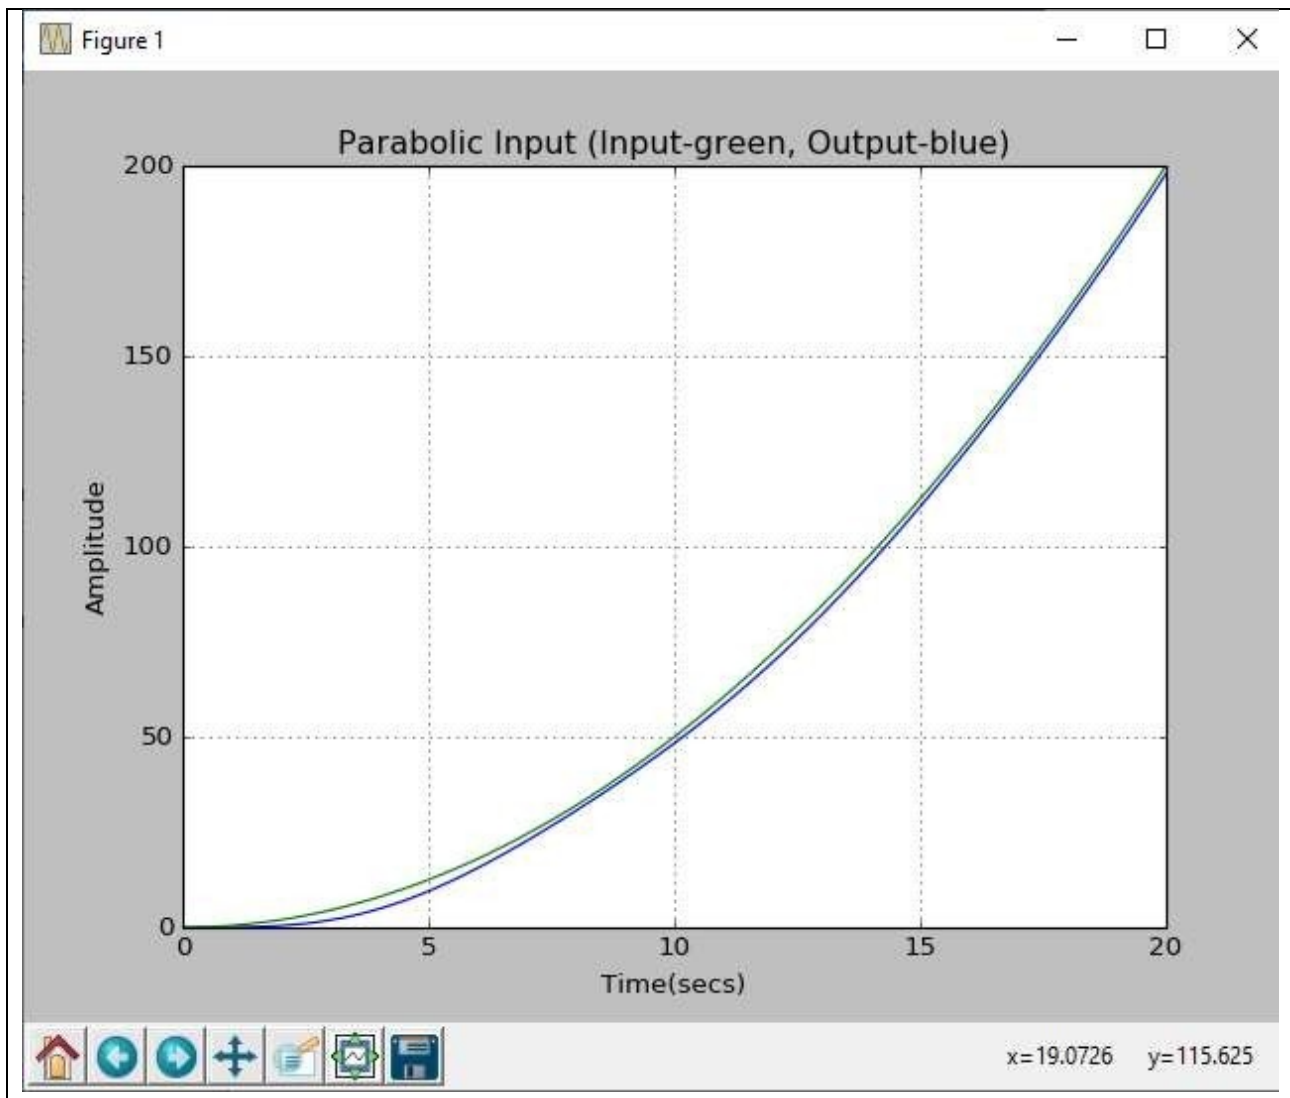 Figure 1
Parabolic Input (Input-green, Output-blue)
200
150
100
50
0
Amplitude
0 5 10 15 20
Time(secs)
x=19.0726 y=115.625